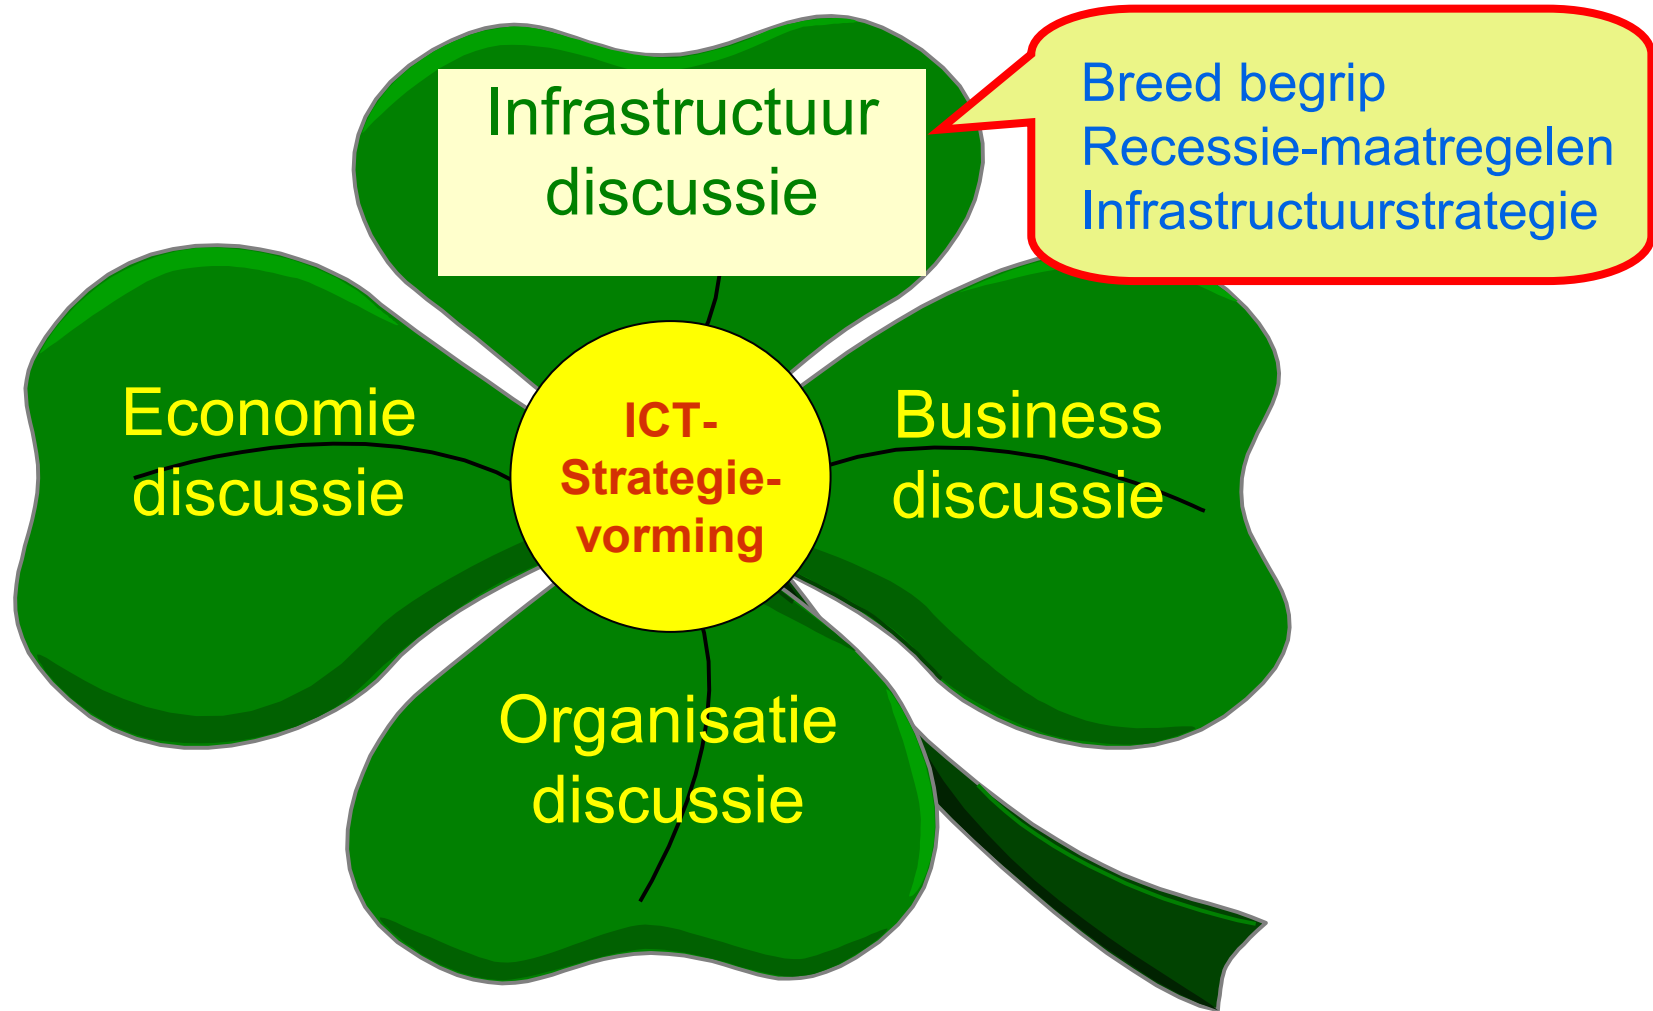 Infrastructuur
discussie
Breed begrip
Recessie-maatregelen
Infrastructuurstrategie
Economie
discussie
ICT-
Strategie-
vorming
Business
discussie
Organisatie
discussie